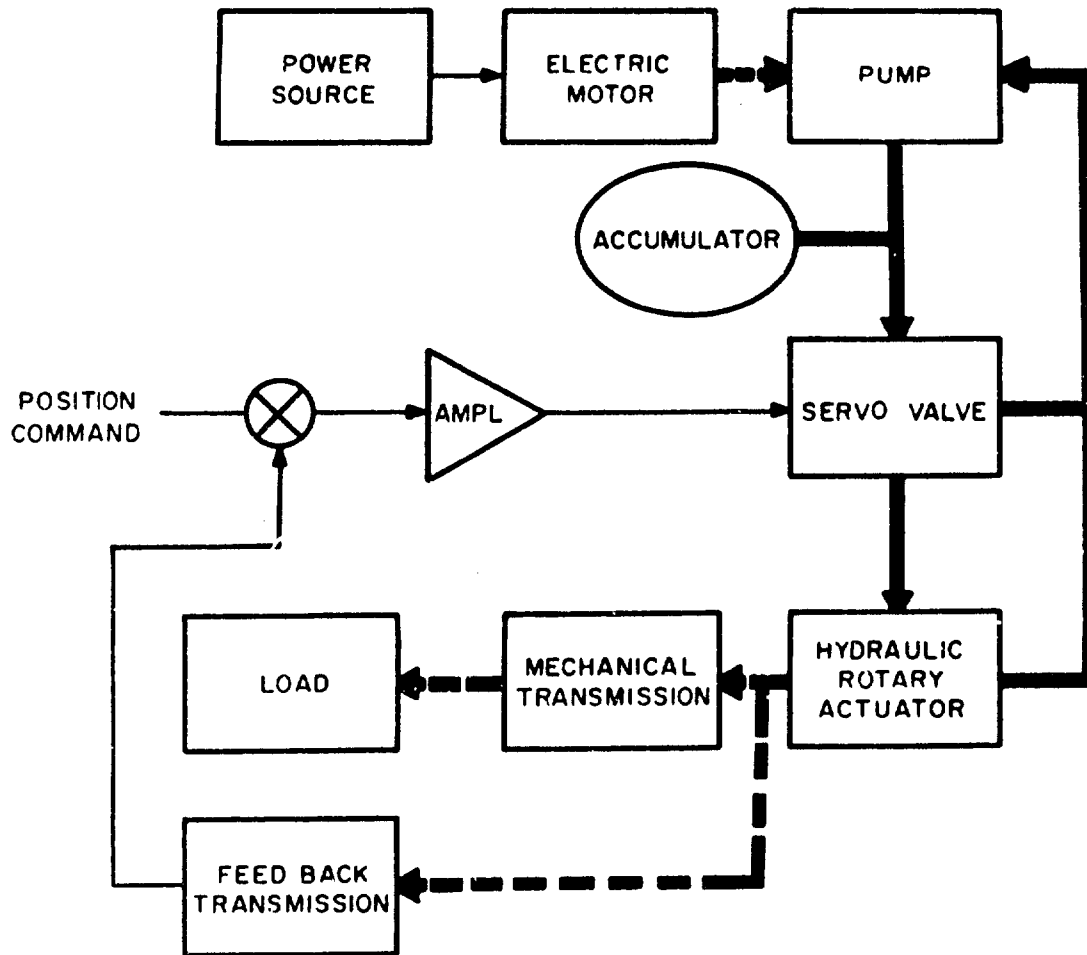 POWER
SOURCE
ELECTRIC
MOTOR
PUMP
ACCUMULATOR
POSITION
COMMAND
AMPL
SERVO VALVE
LOAD
MECHANICAL
TRANSMISSION
HYDRAULIC
ROTARY
ACTUATOR
FEED BACK
TRANSMISSION